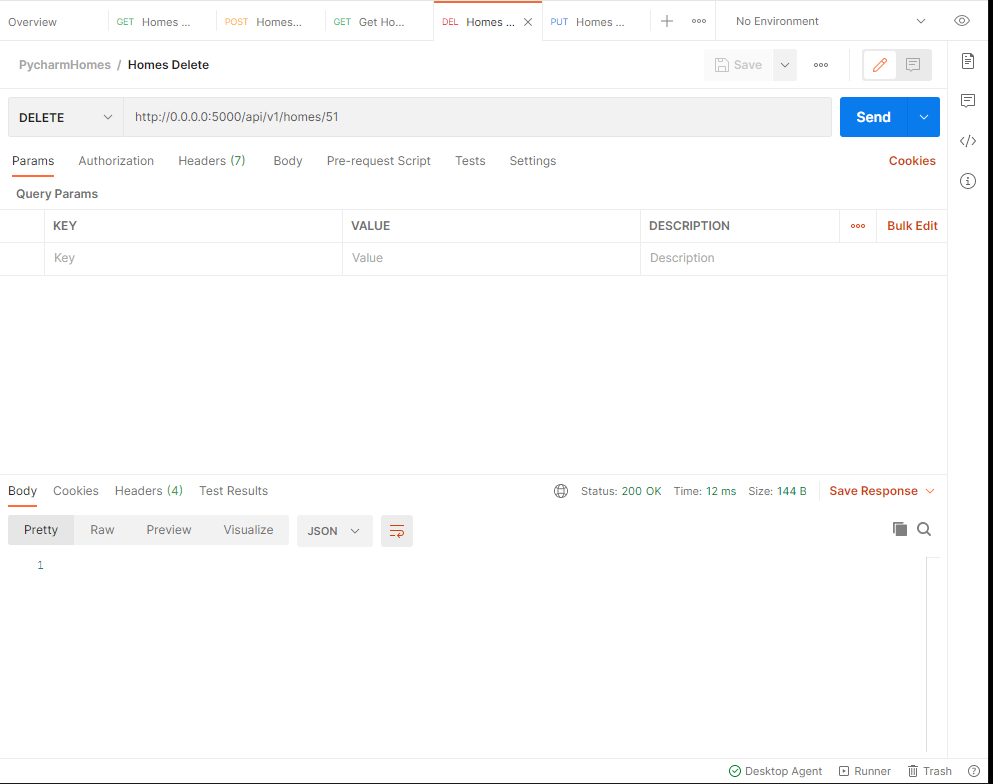 Overview GET Homes ... POST Homes... GET Get Ho... DEL Homes ... PUT Homes ... No Environment
PycharmHomes / Homes Delete Save
DELETE http://0.0.0.0:5000/api/v1/homes/51 Send
Params Authorization Headers (7) Body Pre-request Script Tests Settings Cookies
Query Params
KEY VALUE DESCRIPTION Bulk Edit
Key Value Description
Body Cookies Headers (4) Test Results Status: 200 OK Time: 12 ms Size: 144 B Save Response
Pretty Raw Preview Visualize JSON
1
Desktop Agent Runner Trash